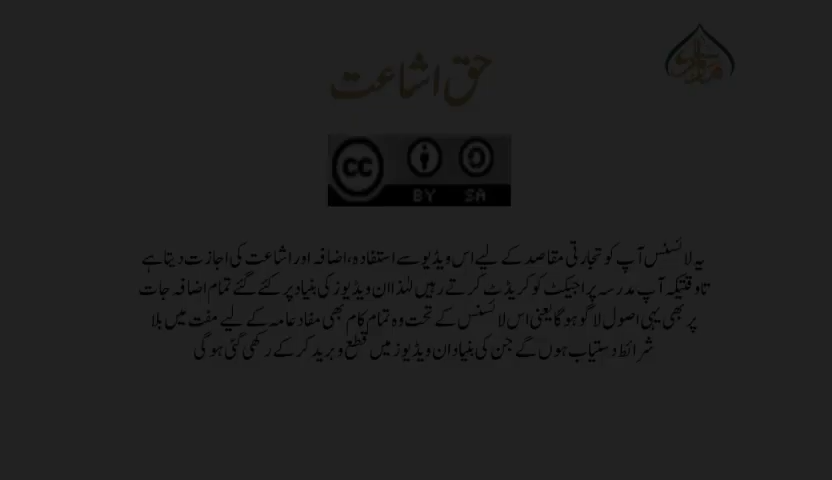 حق اشاعت
cc
BY SA
یہ لائسنس آپ کو تجارتی مقاصد کے لیے اس ویڈیو سے استفادہ، اضافہ اور اشاعت کی اجازت دیتا ہے
تاوقتیکہ آپ مدرسہ پراجیکٹ کو کریڈٹ کرتے رہیں لہٰذا ان ویڈیوز کی بنیاد پر کئے گئے تمام اضافہ جات
پر بھی یہی اصول لاگو ہوگا یعنی اس لائسنس کے تحت وہ تمام کام بھی مفاد عامہ کے لیے مفت میں بلا
شرائط دستیاب ہوں گے جن کی بنیاد ان ویڈیوز میں قطع و برید کر کے رکھی گئی ہو گی